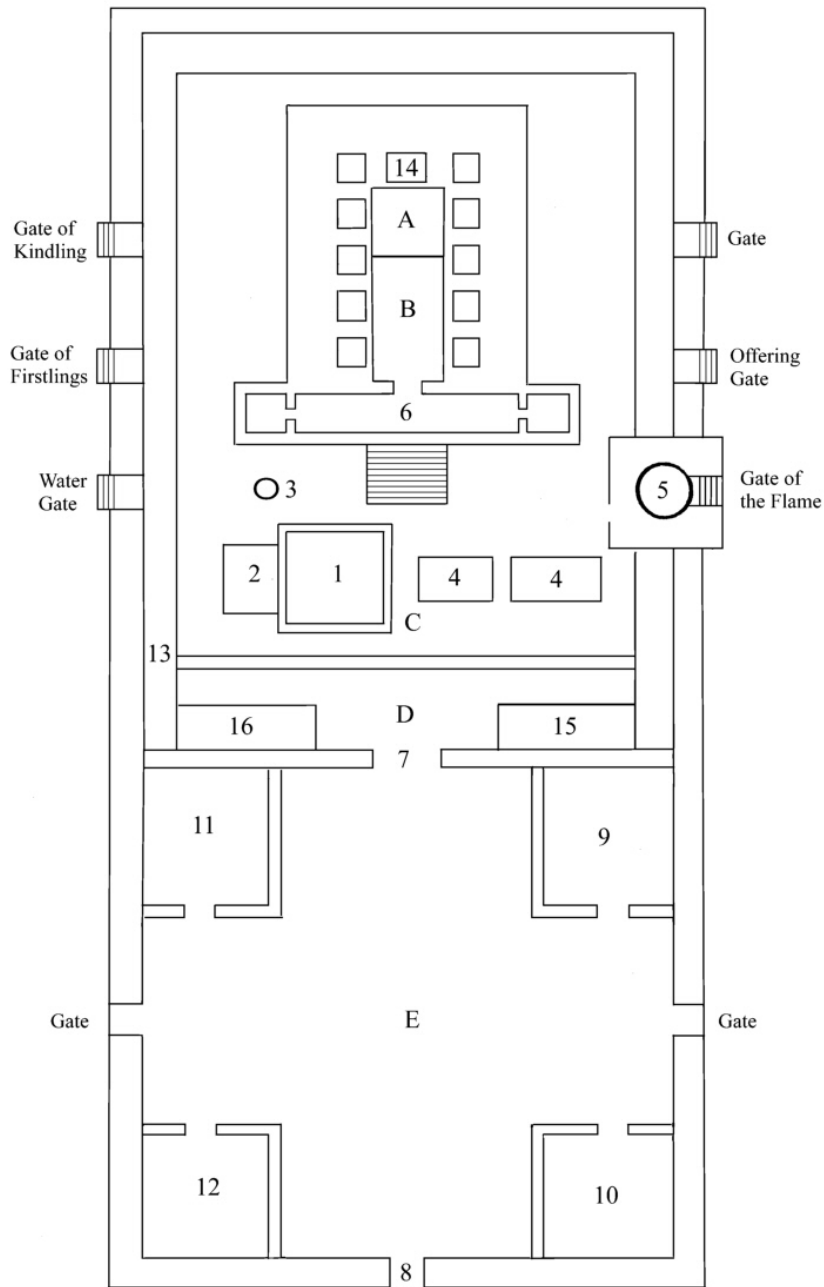 14
A
Gate of
Kindling
Gate
B
Gate of
Firstlings
Offering
Gate
6
Water
Gate
3
5
Gate of
the Flame
2
1
4
4
C
13
D
16
15
7
11
9
Gate
E
Gate
12
10
8